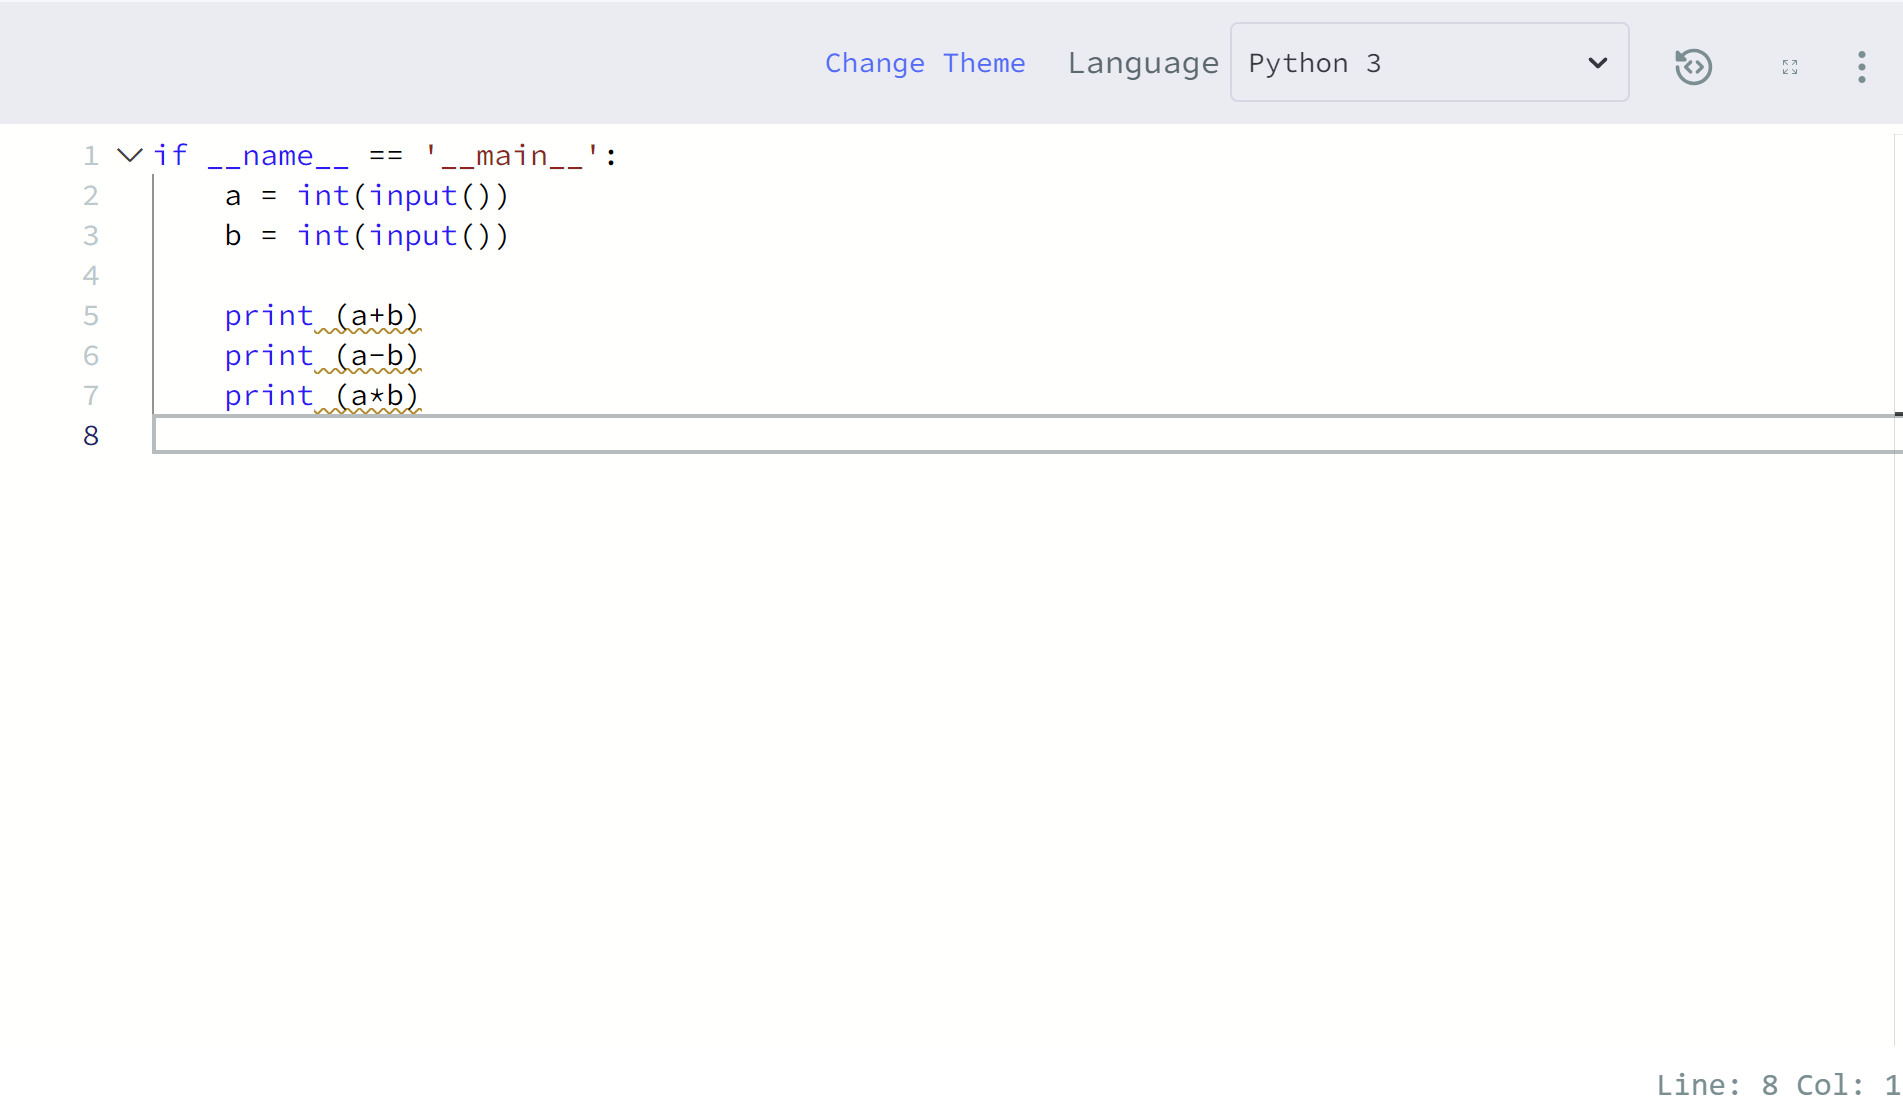 Change Theme Language Python 3
1 if __name__ == '__main__':
2     a = int(input())
3     b = int(input())
4
5     print (a+b)
6     print (a-b)
7     print (a*b)
8
Line: 8 Col: 1